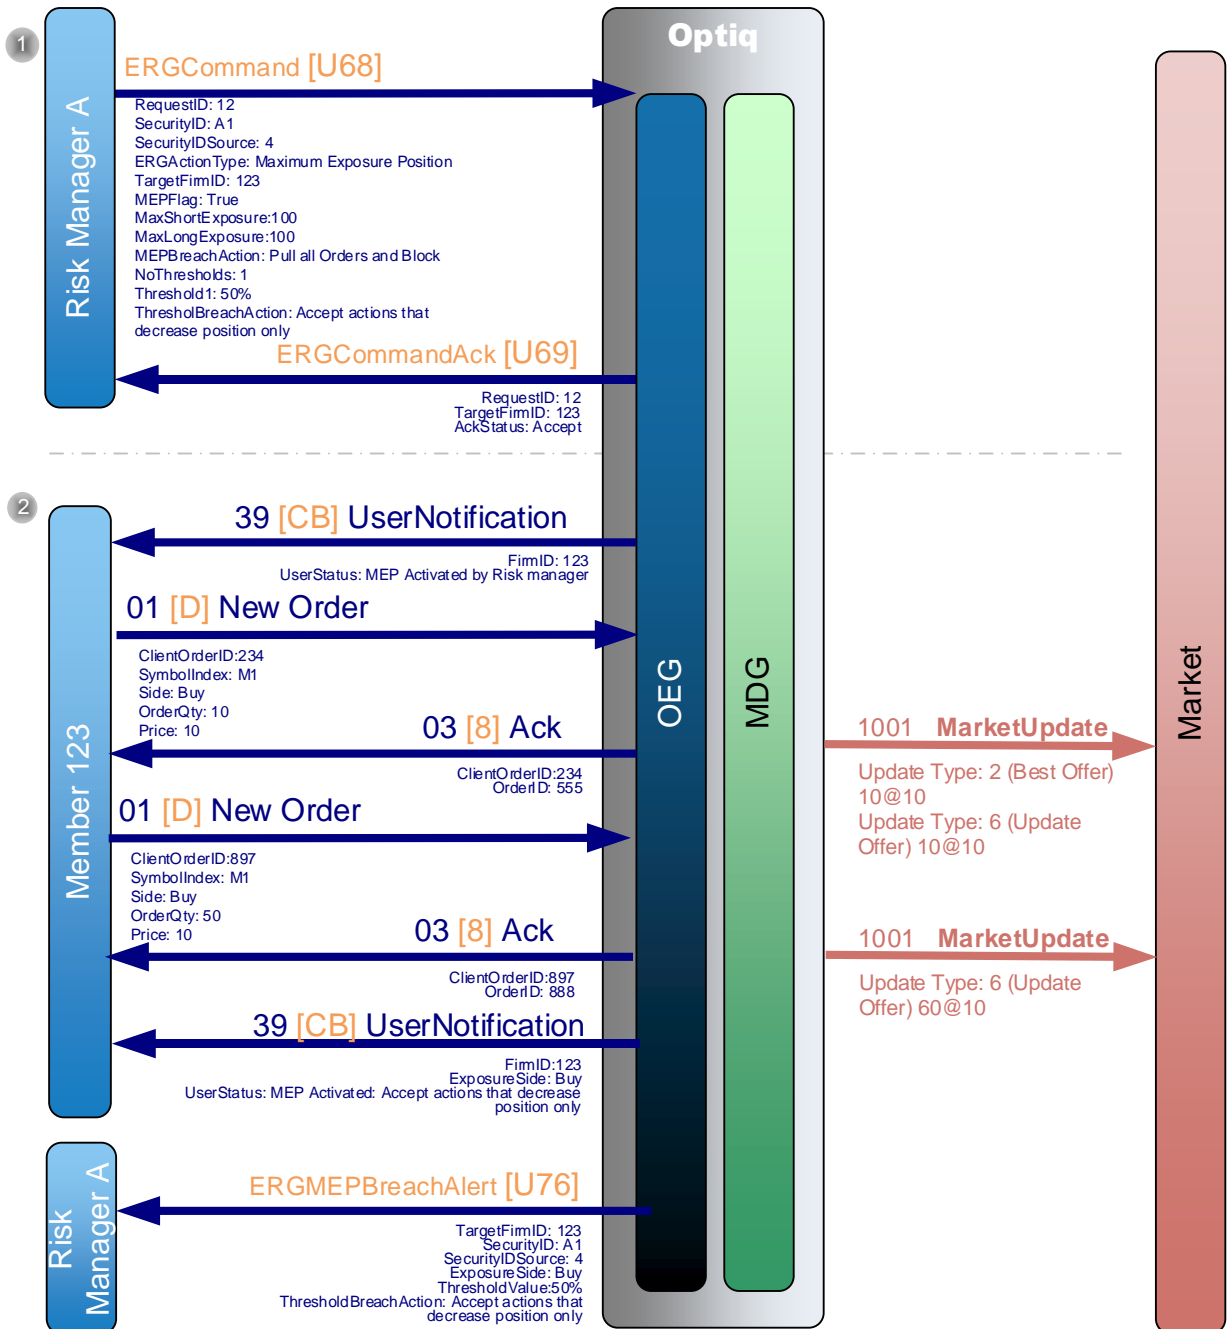 Optiq
1
Risk Manager A
ERGCommand [U68]
RequestID: 12
SecurityID: A1
SecurityIDSource: 4
ERGActionType: Maximum Exposure Position
TargetFirmID: 123
MEPFlag: True
MaxShortExposure:100
MaxLongExposure:100
MEPBreachAction: Pull all Orders and Block
NoThresholds: 1
Threshold1: 50%
ThresholBreachAction: Accept actions that
decrease position only
ERGCommandAck [U69]
RequestID: 12
TargetFirmID: 123
AckStatus: Accept
2
Member 123
39 [CB] UserNotification
FirmID: 123
UserStatus: MEP Activated by Risk manager
01 [D] New Order
ClientOrderID:234
SymbolIndex: M1
Side: Buy
OrderQty: 10
Price: 10
03 [8] Ack
ClientOrderID:234
OrderID: 555
01 [D] New Order
ClientOrderID:897
SymbolIndex: M1
Side: Buy
OrderQty: 50
Price: 10
03 [8] Ack
ClientOrderID:897
OrderID: 888
39 [CB] UserNotification
FirmID:123
ExposureSide: Buy
UserStatus: MEP Activated: Accept actions that decrease
position only
Risk
Manager A
ERGMEPBreachAlert [U76]
TargetFirmID: 123
SecurityID: A1
SecurityIDSource: 4
ExposureSide: Buy
ThresholdValue:50%
ThresholdBreachAction: Accept actions that
decrease position only
OEG
MDG
1001 MarketUpdate
Update Type: 2 (Best Offer)
10@10
Update Type: 6 (Update
Offer) 10@10
1001 MarketUpdate
Update Type: 6 (Update
Offer) 60@10
Market